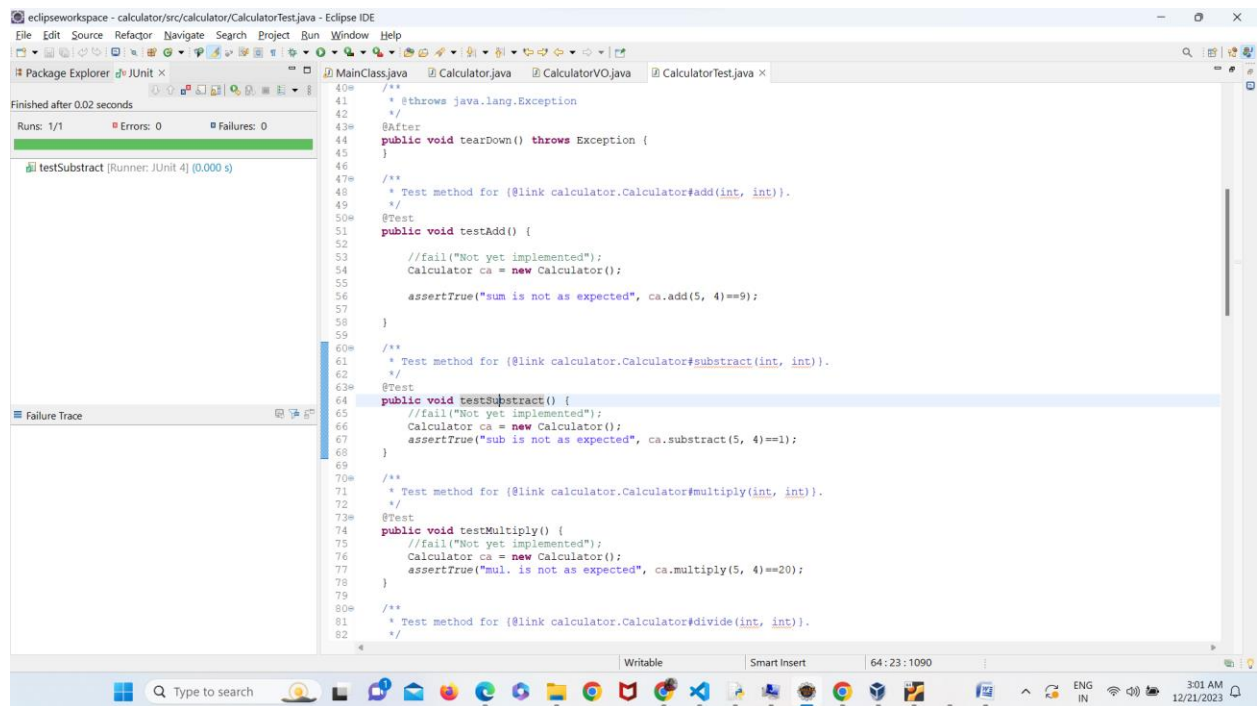 eclipseworkspace - calculator/src/calculator/CalculatorTest.java - Eclipse IDE
File Edit Source Refactor Navigate Search Project Run Window Help
Package Explorer JUnit
MainClass.java Calculator.java CalculatorVO.java CalculatorTest.java
Finished after 0.02 seconds
Runs: 1/1 Errors: 0 Failures: 0
testSubstract [Runner: JUnit 4] (0.000 s)
Failure Trace
40 /**
41 * @throws java.lang.Exception
42 */
43 @After
44 public void tearDown() throws Exception {
45 }
46
47 /**
48 * Test method for {@link calculator.Calculator#add(int, int)}.
49 */
50 @Test
51 public void testAdd() {
52
53 //fail("Not yet implemented");
54 Calculator ca = new Calculator();
55
56 assertTrue("sum is not as expected", ca.add(5, 4)==9);
57
58 }
59
60 /**
61 * Test method for {@link calculator.Calculator#substract(int, int)}.
62 */
63 @Test
64 public void testSubstract() {
65 //fail("Not yet implemented");
66 Calculator ca = new Calculator();
67 assertTrue("sub is not as expected", ca.substract(5, 4)==1);
68 }
69
70 /**
71 * Test method for {@link calculator.Calculator#multiply(int, int)}.
72 */
73 @Test
74 public void testMultiply() {
75 //fail("Not yet implemented");
76 Calculator ca = new Calculator();
77 assertTrue("mul. is not as expected", ca.multiply(5, 4)==20);
78 }
79
80 /**
81 * Test method for {@link calculator.Calculator#divide(int, int)}.
82 */
Writable Smart Insert 64 : 23 : 1090
Type to search
ENG
IN
3:01 AM
12/21/2023